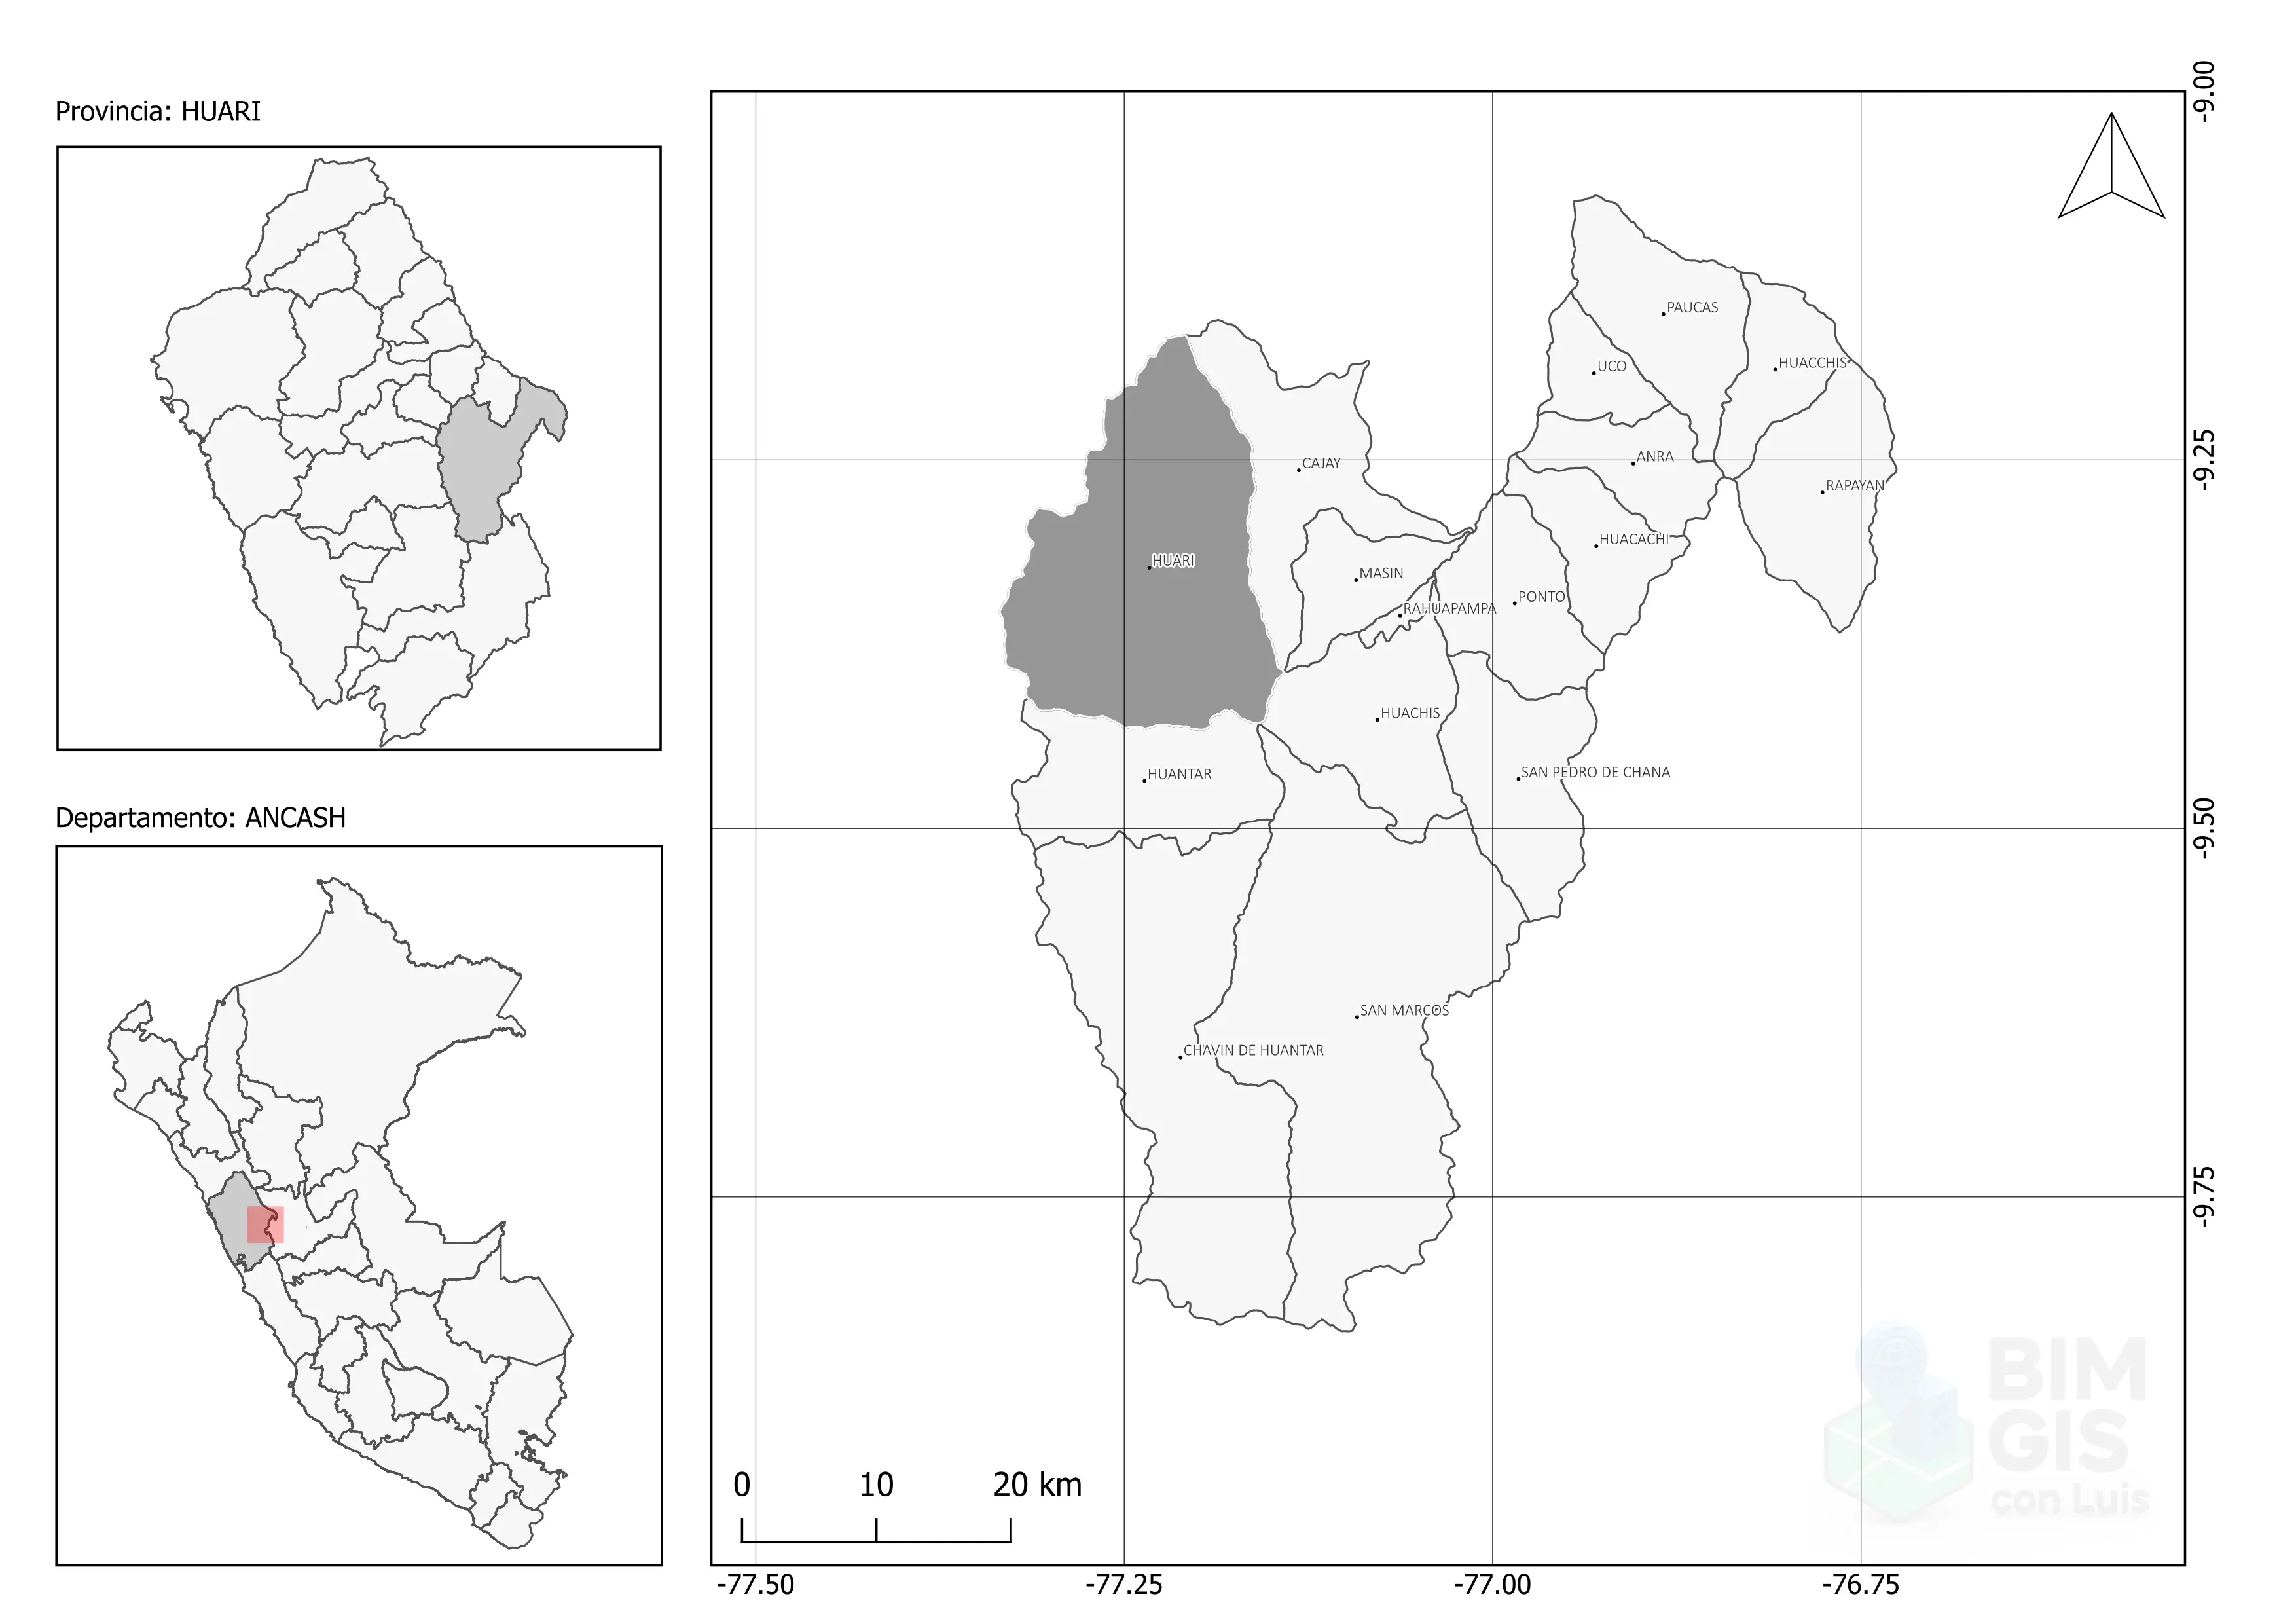 Provincia: HUARI
Departamento: ANCASH
-9.00
-9.25
-9.50
-9.75
PAUCAS
HUACCHIS
UCO
ANRA
CAJAY
RAPAYAN
HUACACHI
HUARI
MASIN
PONTO
RAHUAPAMPA
HUACHIS
HUANTAR
SAN PEDRO DE CHANA
SAN MARCOS
CHAVIN DE HUANTAR
BIM
GIS
con Luis
0 10 20 km
-77.50 -77.25 -77.00 -76.75